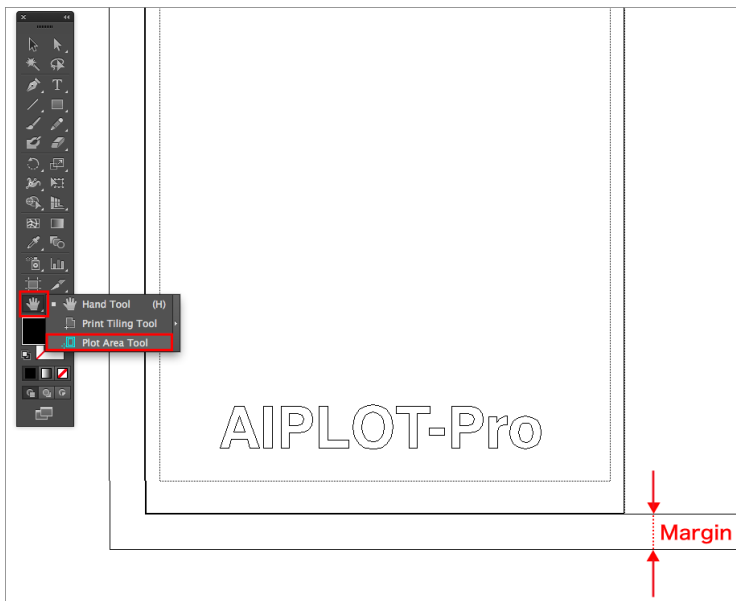 Hand Tool (H)
Print Tiling Tool
Plot Area Tool
AIPLOT-Pro
Margin